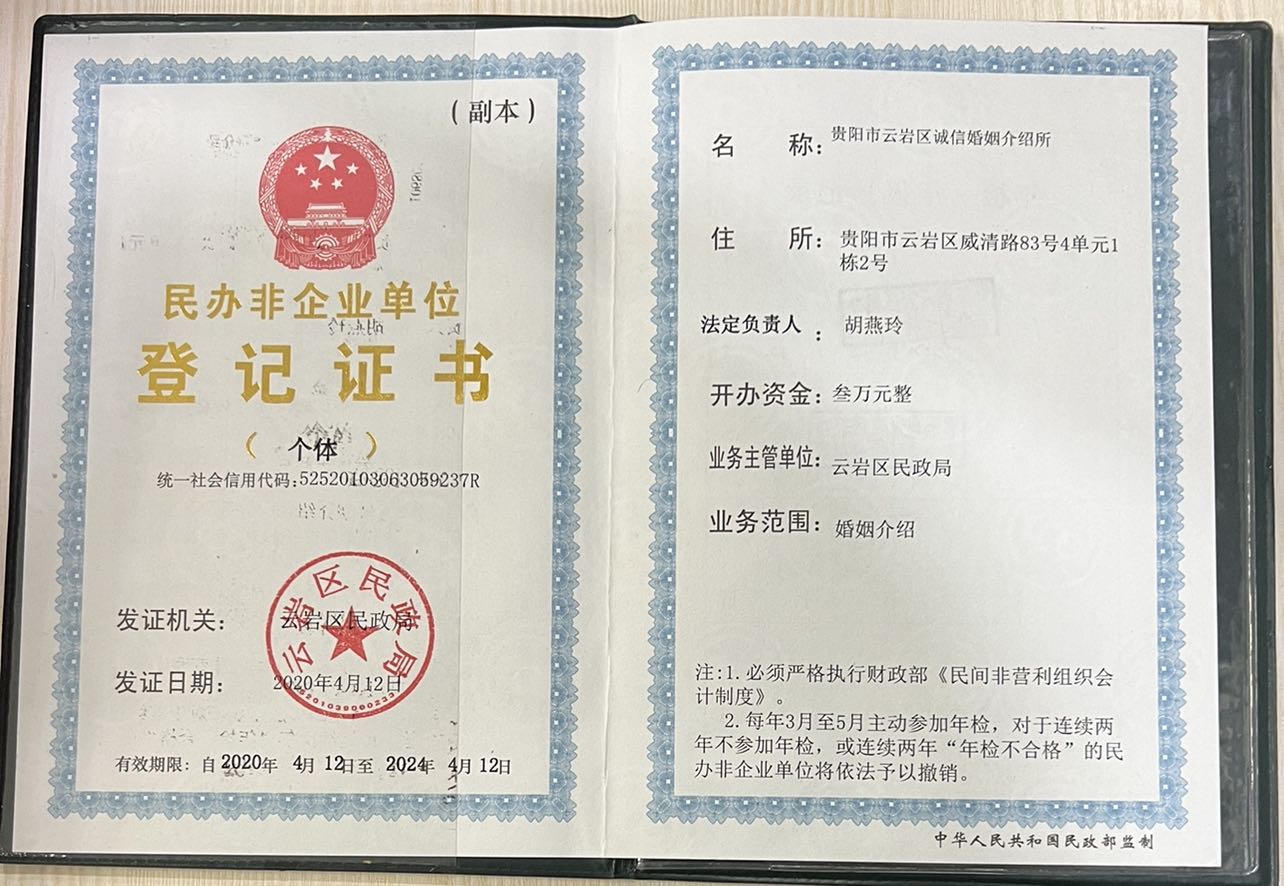 (副本)
民办非企业单位
登记证书
( 个体 )
统一社会信用代码:52520103063059237R
云岩区民政局
发证机关: 云岩区民政局
发证日期: 2020年4月12日
有效期限: 自2020年 4月 12日至 2024年 4月12日
名 称: 贵阳市云岩区诚信婚姻介绍所
住 所: 贵阳市云岩区威清路83号4单元1
栋2号
法定负责人: 胡燕玲
开办资金: 叁万元整
业务主管单位: 云岩区民政局
业务范围: 婚姻介绍
注:1. 必须严格执行财政部《民间非营利组织会
计制度》。
2. 每年3月至5月主动参加年检, 对于连续两
年不参加年检, 或连续两年“年检不合格”的民
办非企业单位将依法予以撤销。
中华人民共和国民政部监制